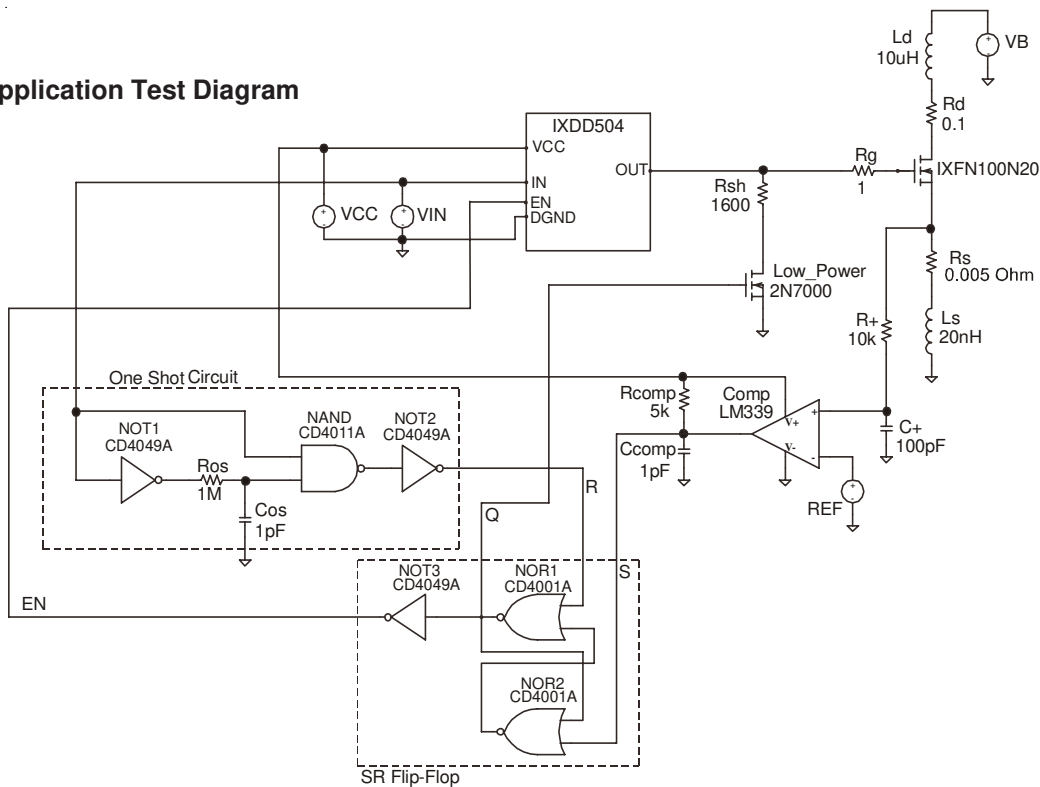 pplication Test Diagram
Ld
10uH
VB
Rd
0.1
IXDD504
VCC
OUT
IN
EN
DGND
Rg
1
IXFN100N20
Rsh
1600
VCC
VIN
+
-
+
-
+
-
Rs
0.005 Ohm
Low_Power
2N7000
R+
10k
Ls
20nH
One Shot Circuit
NOT1
CD4049A
NAND
CD4011A
NOT2
CD4049A
Ros
1M
Cos
1pF
Rcomp
5k
Comp
LM339
V+
V-
+
-
C+
100pF
Ccomp
1pF
REF
+
-
R
Q
S
EN
NOT3
CD4049A
NOR1
CD4001A
NOR2
CD4001A
SR Flip-Flop